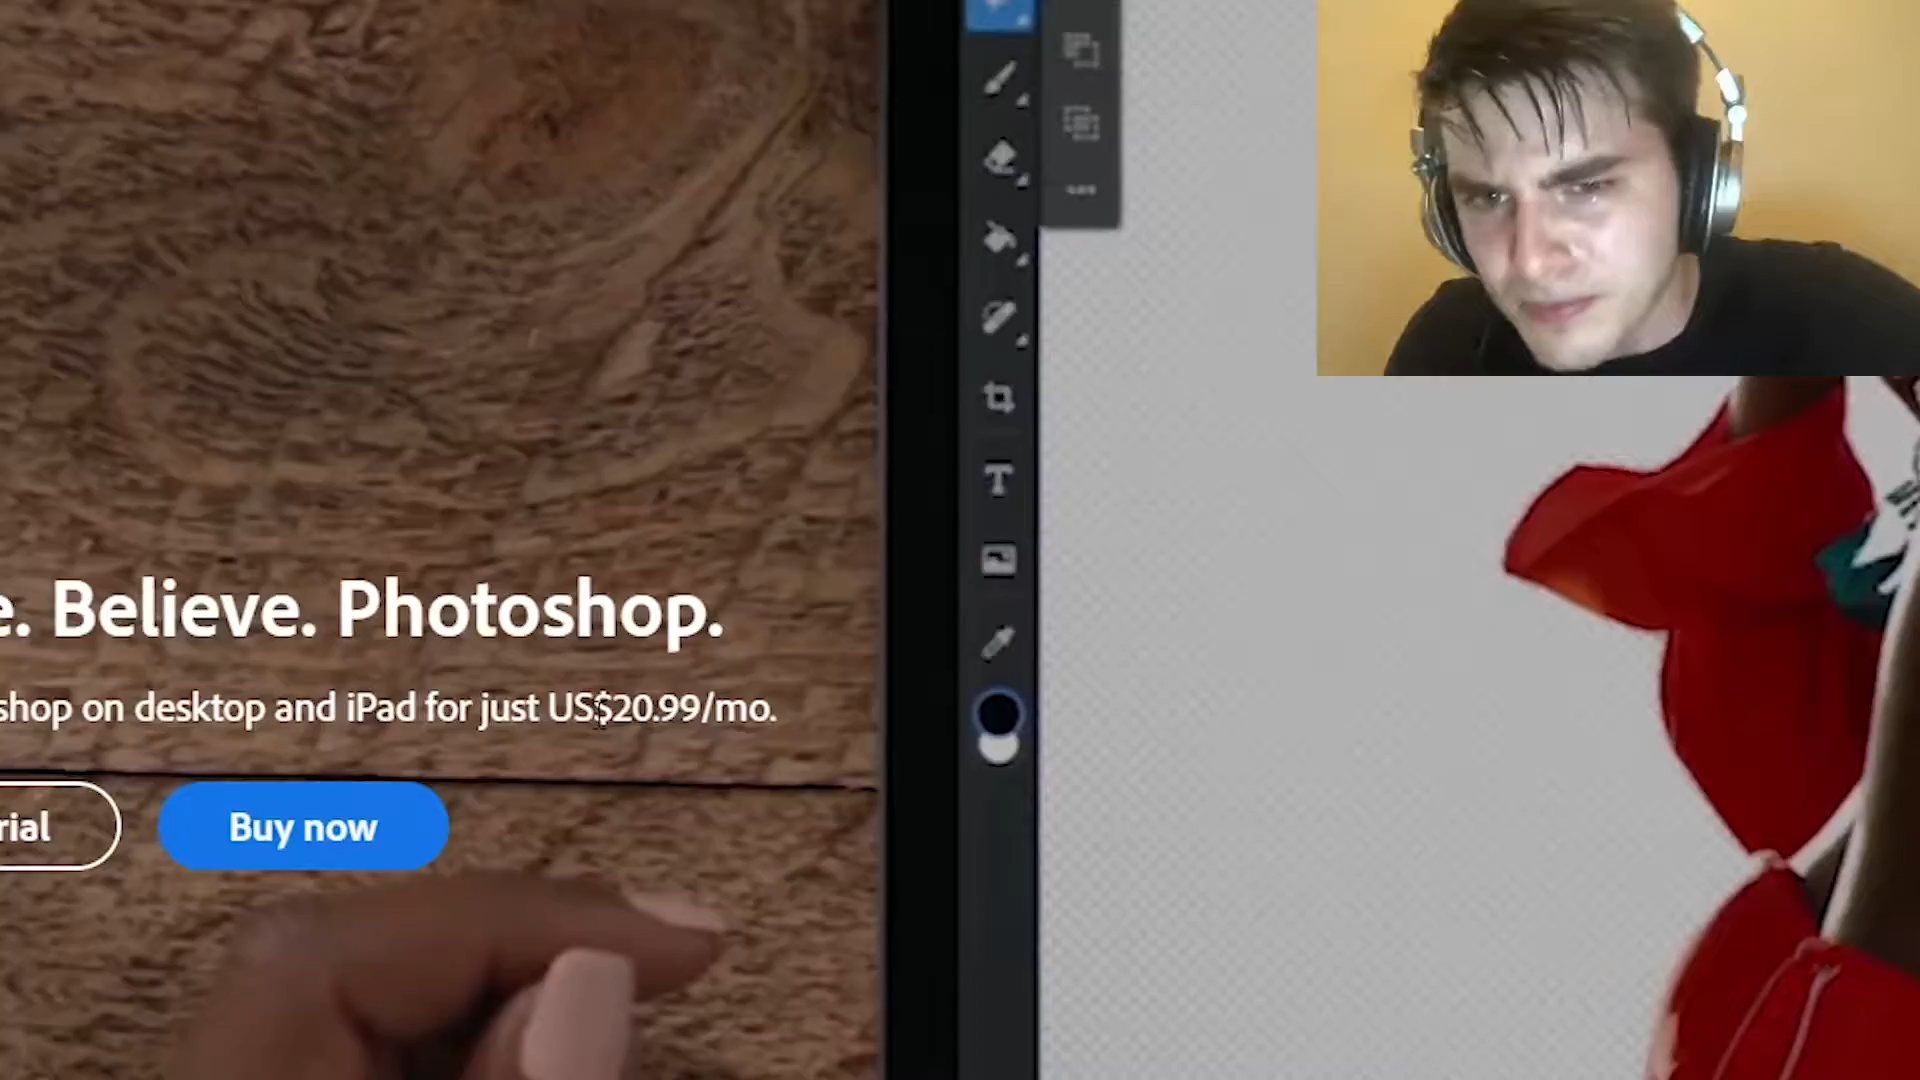 e. Believe. Photoshop.
shop on desktop and iPad for just US$20.99/mo.
rial
Buy now
T